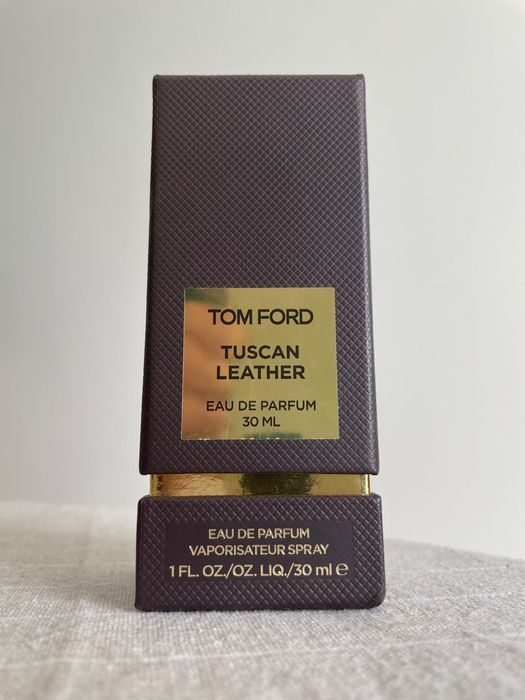 TOM FORD
TUSCAN
LEATHER
EAU DE PARFUM
30 ML
EAU DE PARFUM
VAPORISATEUR SPRAY
1 FL. OZ./OZ. LIQ./30 ml ℮